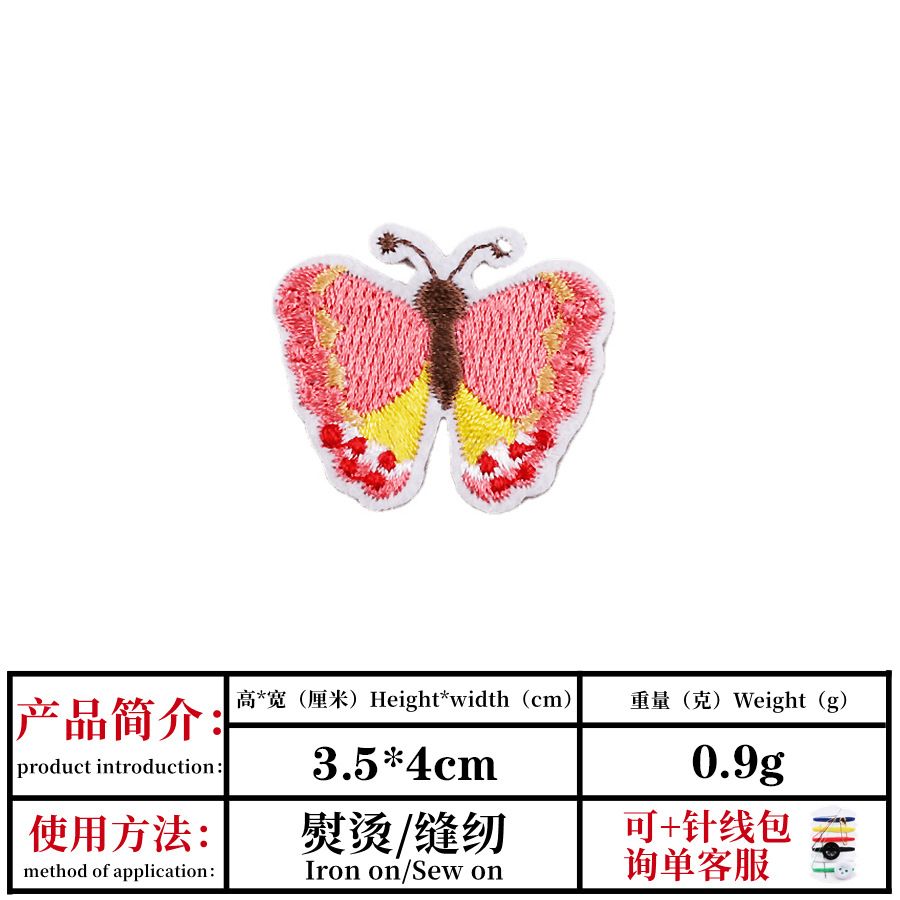 产品简介：
product introduction：
高*宽（厘米）Height*width（cm）
重量（克）Weight（g）
3.5*4cm
0.9g
使用方法：
method of application：
熨烫/缝纫
Iron on/Sew on
可+针线包
询单客服